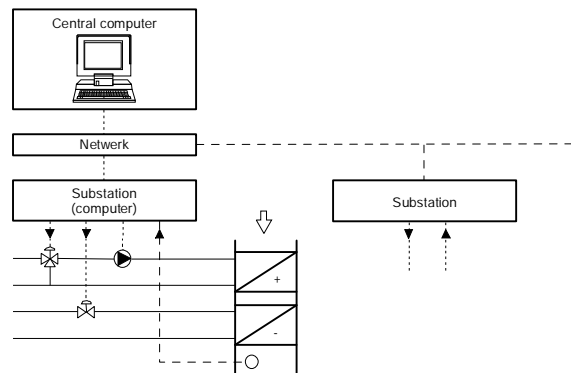 Central computer
Netwerk
Substation
(computer)
Substation
+
-